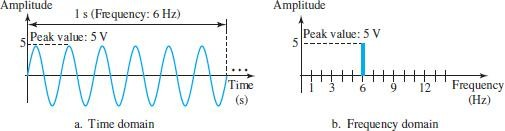 Amplitude
1 s (Frequency: 6 Hz)
Peak value: 5 V
5
...
Time
(s)
a. Time domain
Amplitude
Peak value: 5 V
5
1 3 6 9 12
Frequency
(Hz)
b. Frequency domain